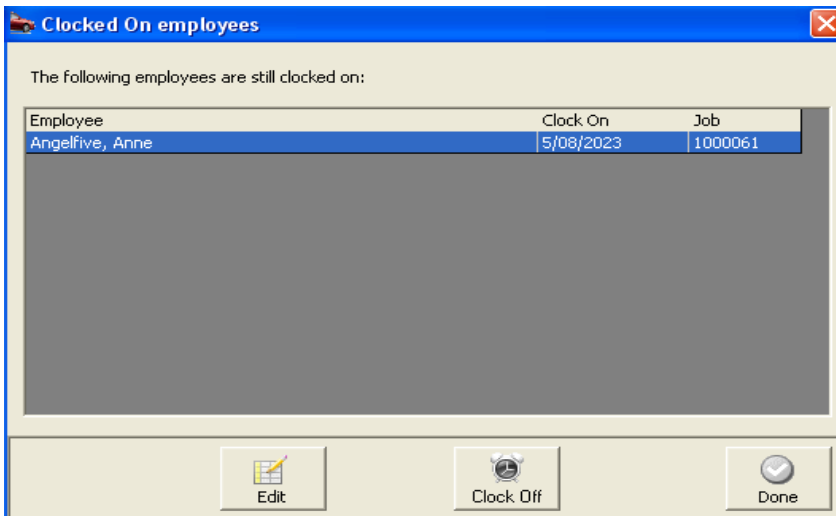 Clocked On employees
The following employees are still clocked on:
Employee Clock On Job
Angelfive, Anne 5/08/2023 1000061
Edit Clock Off Done